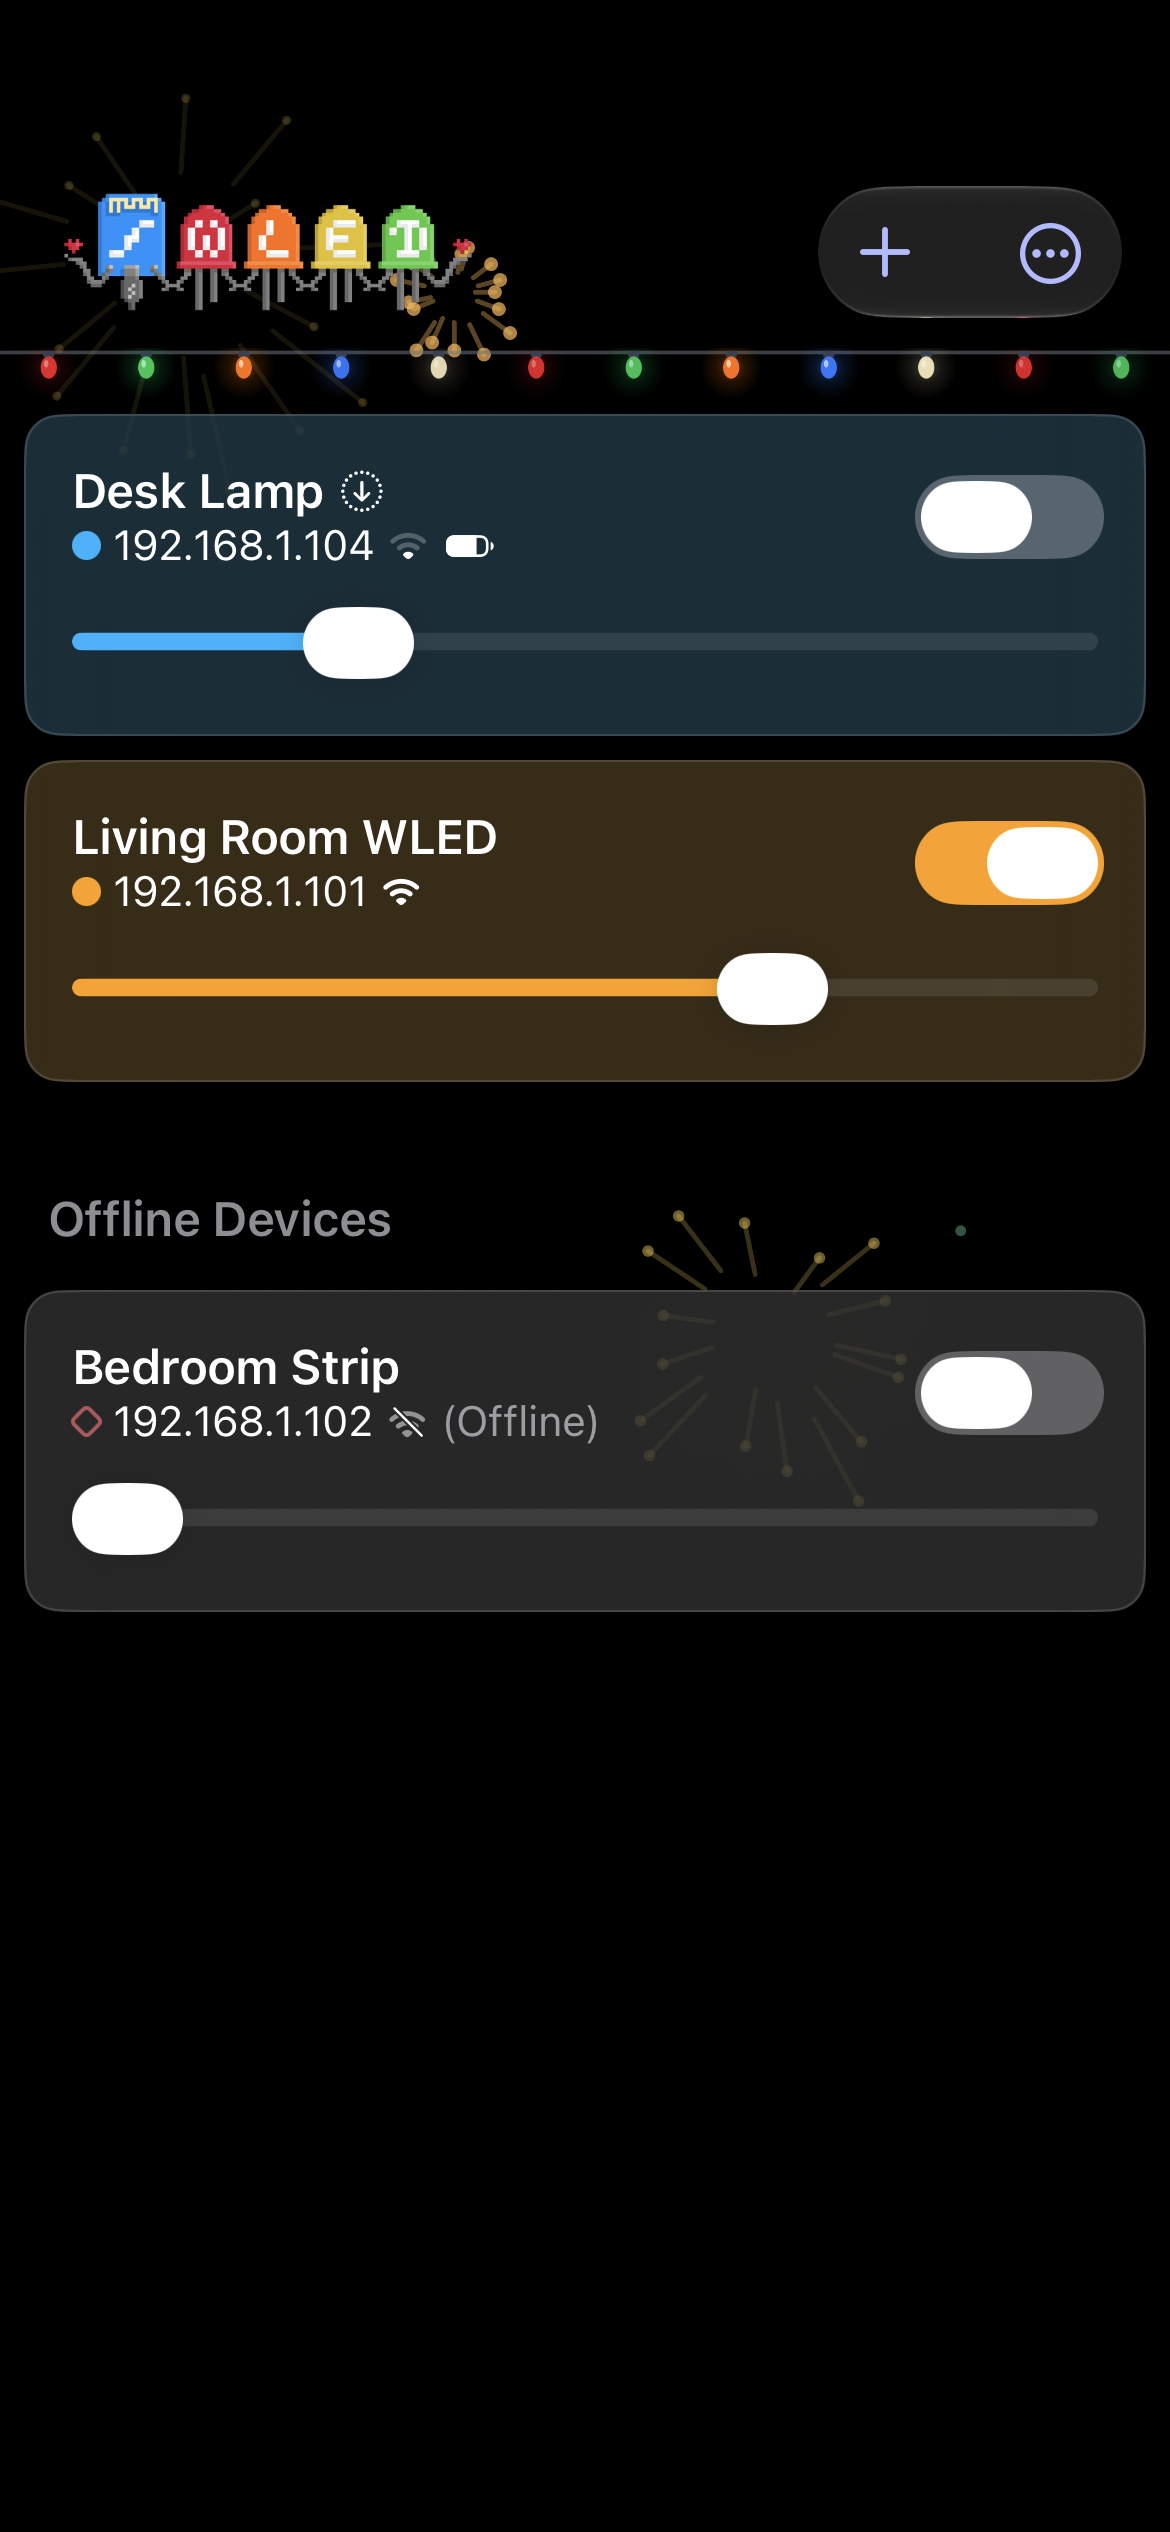 WLED
Desk Lamp
192.168.1.104
Living Room WLED
192.168.1.101
Offline Devices
Bedroom Strip
192.168.1.102 (Offline)